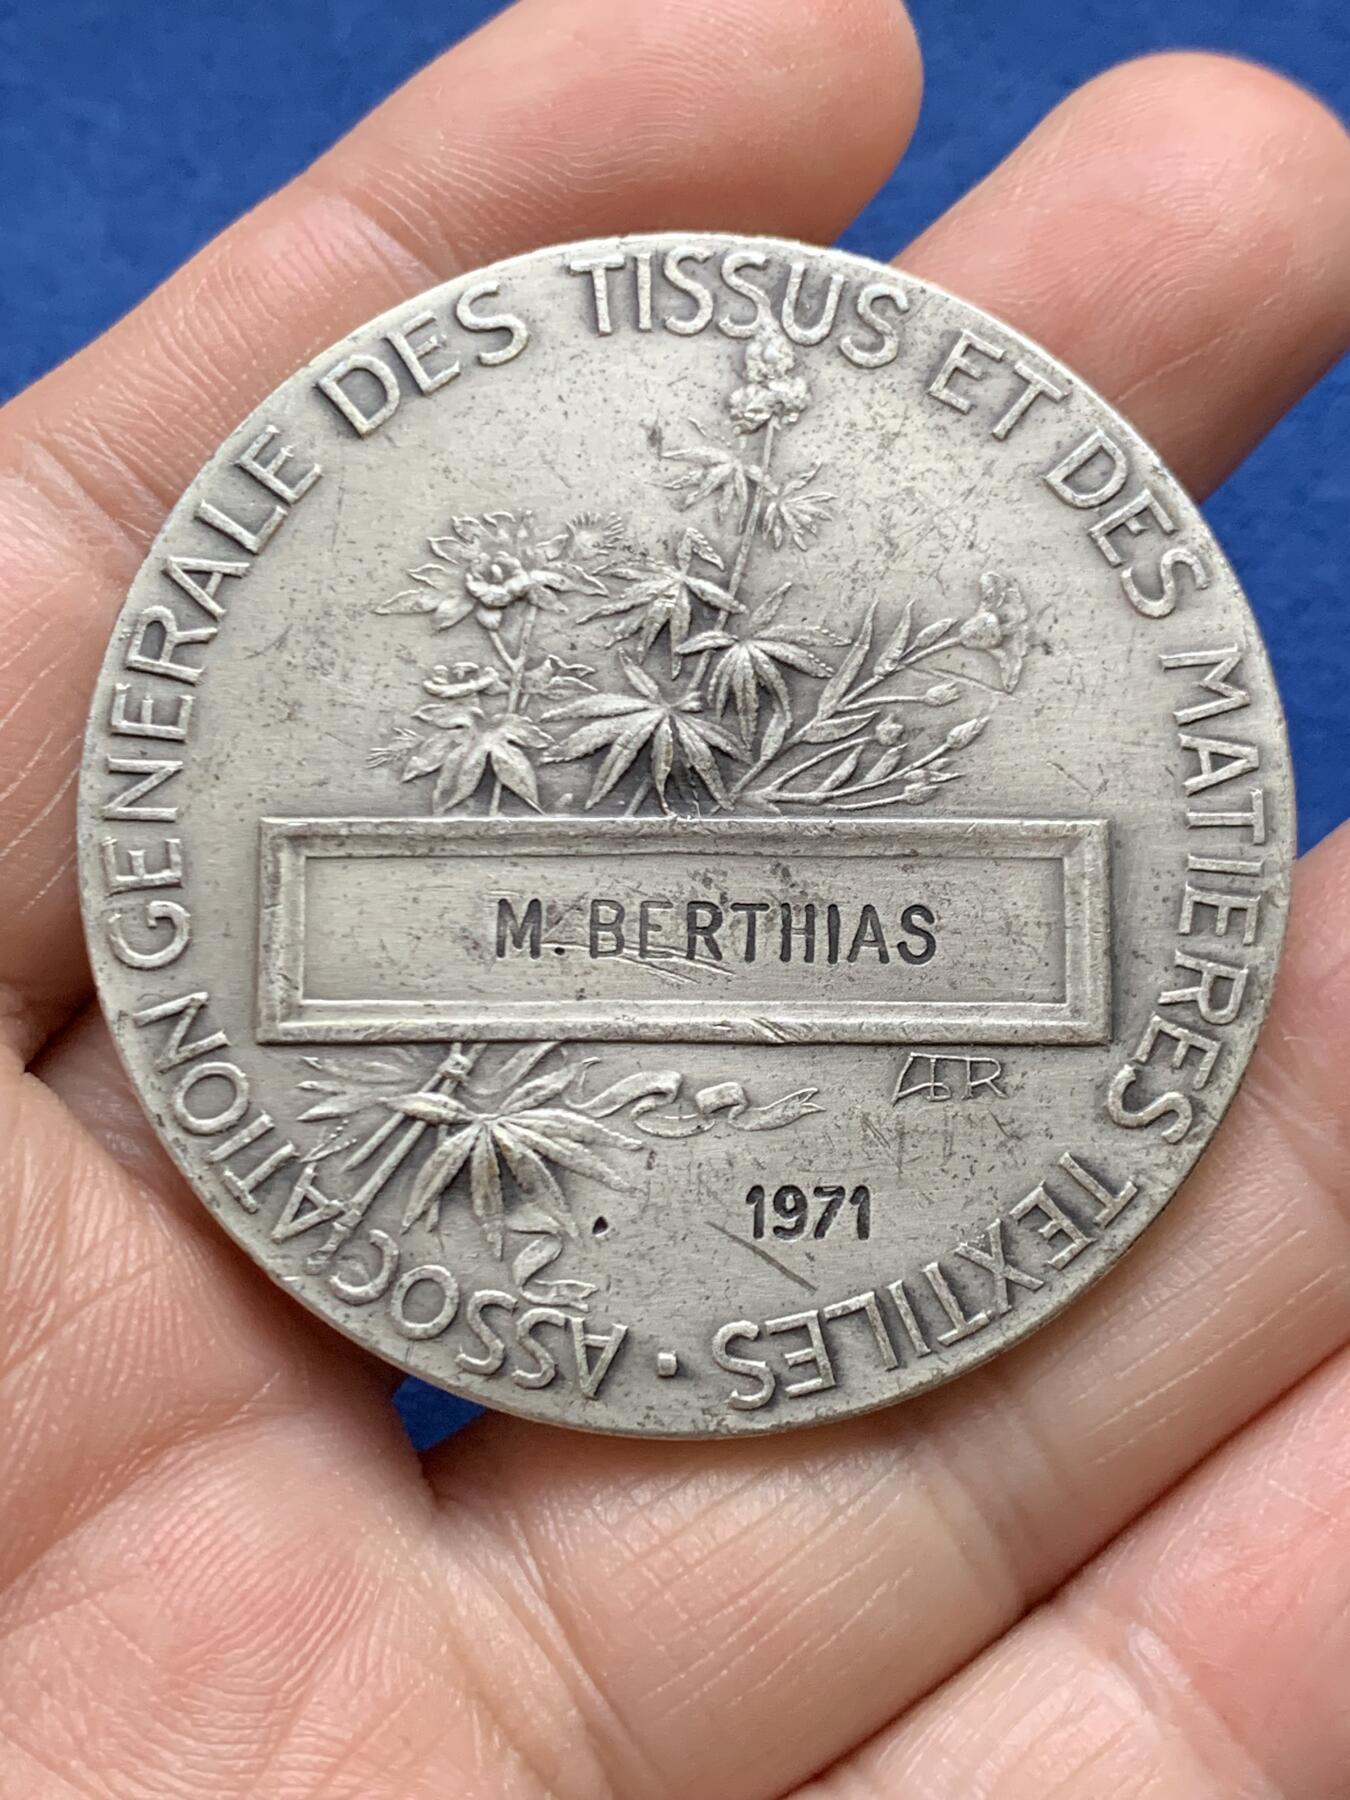 ASSOCIATION GENERALE DES TISSUS ET DES MATIERES TEXTILES ·
M. BERTHIAS
1971